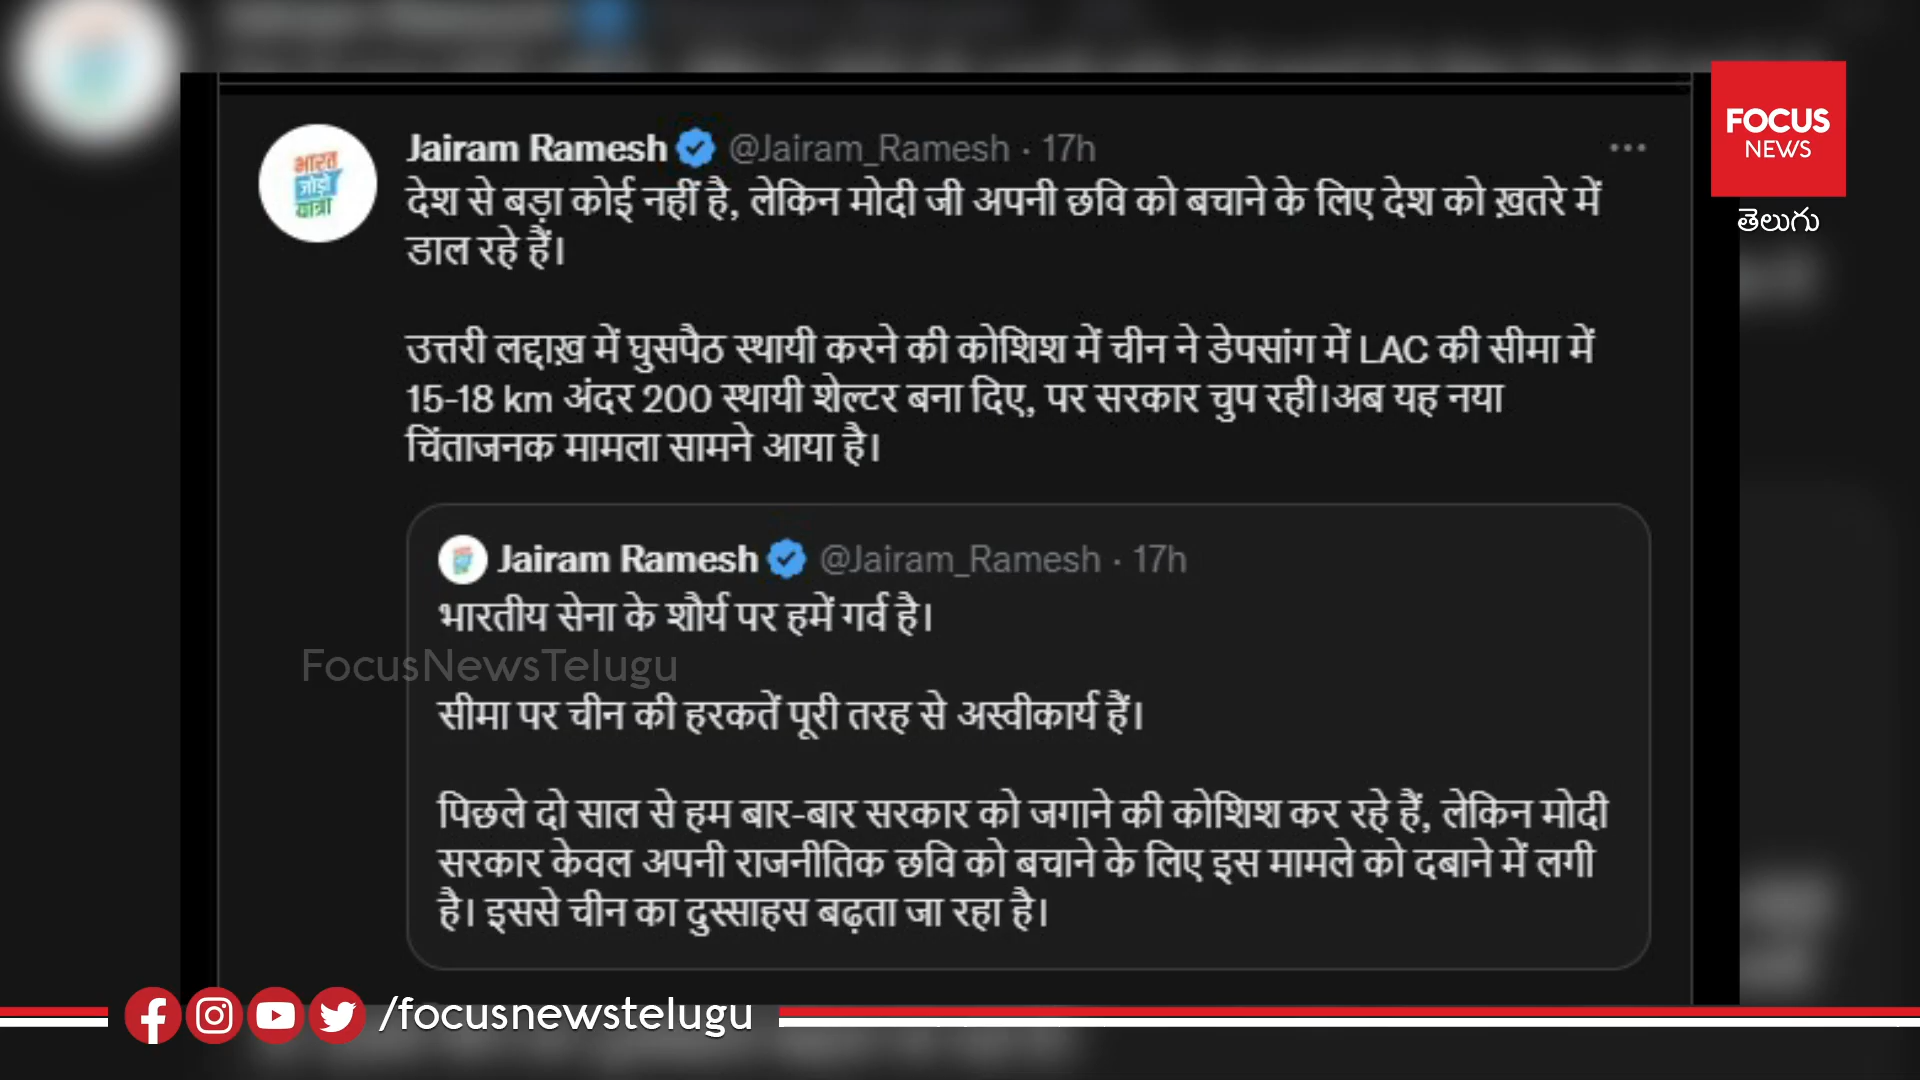 Jairam Ramesh @Jairam_Ramesh · 17h
देश से बड़ा कोई नहीं है, लेकिन मोदी जी अपनी छवि को बचाने के लिए देश को ख़तरे में
डाल रहे हैं।
उत्तरी लद्दाख़ में घुसपैठ स्थायी करने की कोशिश में चीन ने डेपसांग में LAC की सीमा में
15-18 km अंदर 200 स्थायी शेल्टर बना दिए, पर सरकार चुप रही।अब यह नया
चिंताजनक मामला सामने आया है।
Jairam Ramesh @Jairam_Ramesh · 17h
भारतीय सेना के शौर्य पर हमें गर्व है।
सीमा पर चीन की हरकतें पूरी तरह से अस्वीकार्य हैं।
पिछले दो साल से हम बार-बार सरकार को जगाने की कोशिश कर रहे हैं, लेकिन मोदी
सरकार केवल अपनी राजनीतिक छवि को बचाने के लिए इस मामले को दबाने में लगी
है। इससे चीन का दुस्साहस बढ़ता जा रहा है।
भारत
जोड़ो
यात्रा
FOCUS
NEWS
తెలుగు
FocusNewsTelugu
/focusnewstelugu